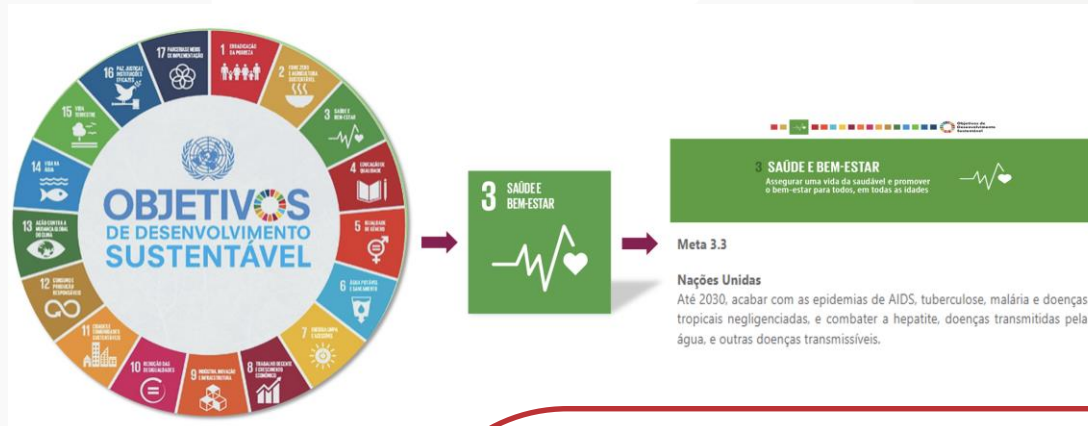 1 ERRADICAÇÃO
DA POBREZA
2 FOME ZERO
E AGRICULTURA
SUSTENTÁVEL
3 SAÚDE E
BEM-ESTAR
4 EDUCAÇÃO DE
QUALIDADE
5 IGUALDADE
DE GÊNERO
6 ÁGUA POTÁVEL
E SANEAMENTO
7 ENERGIA LIMPA
E ACESSÍVEL
8 TRABALHO DECENTE
E CRESCIMENTO
ECONÔMICO
9 INDÚSTRIA, INOVAÇÃO
E INFRAESTRUTURA
10 REDUÇÃO DAS
DESIGUALDADES
11 CIDADES E
COMUNIDADES
SUSTENTÁVEIS
12 CONSUMO E
PRODUÇÃO
RESPONSÁVEIS
13 AÇÃO CONTRA A
MUDANÇA GLOBAL
DO CLIMA
14 VIDA NA
ÁGUA
15 VIDA
TERRESTRE
16 PAZ, JUSTIÇA E
INSTITUIÇÕES
EFICAZES
17 PARCERIAS E MEIOS
DE IMPLEMENTAÇÃO
OBJETIVOS
DE DESENVOLVIMENTO
SUSTENTÁVEL
3 SAÚDE E
BEM-ESTAR
Objetivos de
Desenvolvimento
Sustentável
3 SAÚDE E BEM-ESTAR
Assegurar uma vida da saudável e promover
o bem-estar para todos, em todas as idades
Meta 3.3
Nações Unidas
Até 2030, acabar com as epidemias de AIDS, tuberculose, malária e doenças
tropicais negligenciadas, e combater a hepatite, doenças transmitidas pela
água, e outras doenças transmissíveis.